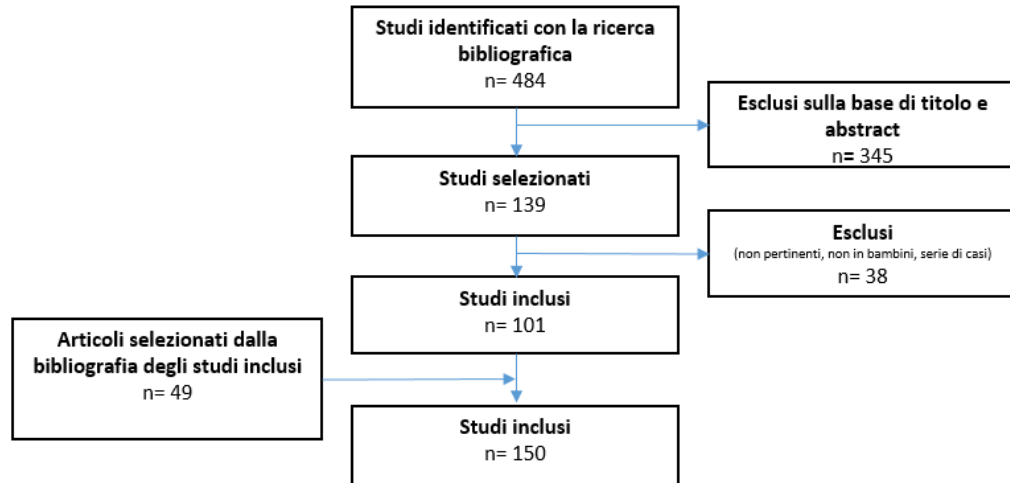 Studi identificati con la ricerca
bibliografica
n= 484
Esclusi sulla base di titolo e
abstract
n= 345
Studi selezionati
n= 139
Esclusi
(non pertinenti, non in bambini, serie di casi)
n= 38
Studi inclusi
n= 101
Articoli selezionati dalla
bibliografia degli studi inclusi
n= 49
Studi inclusi
n= 150